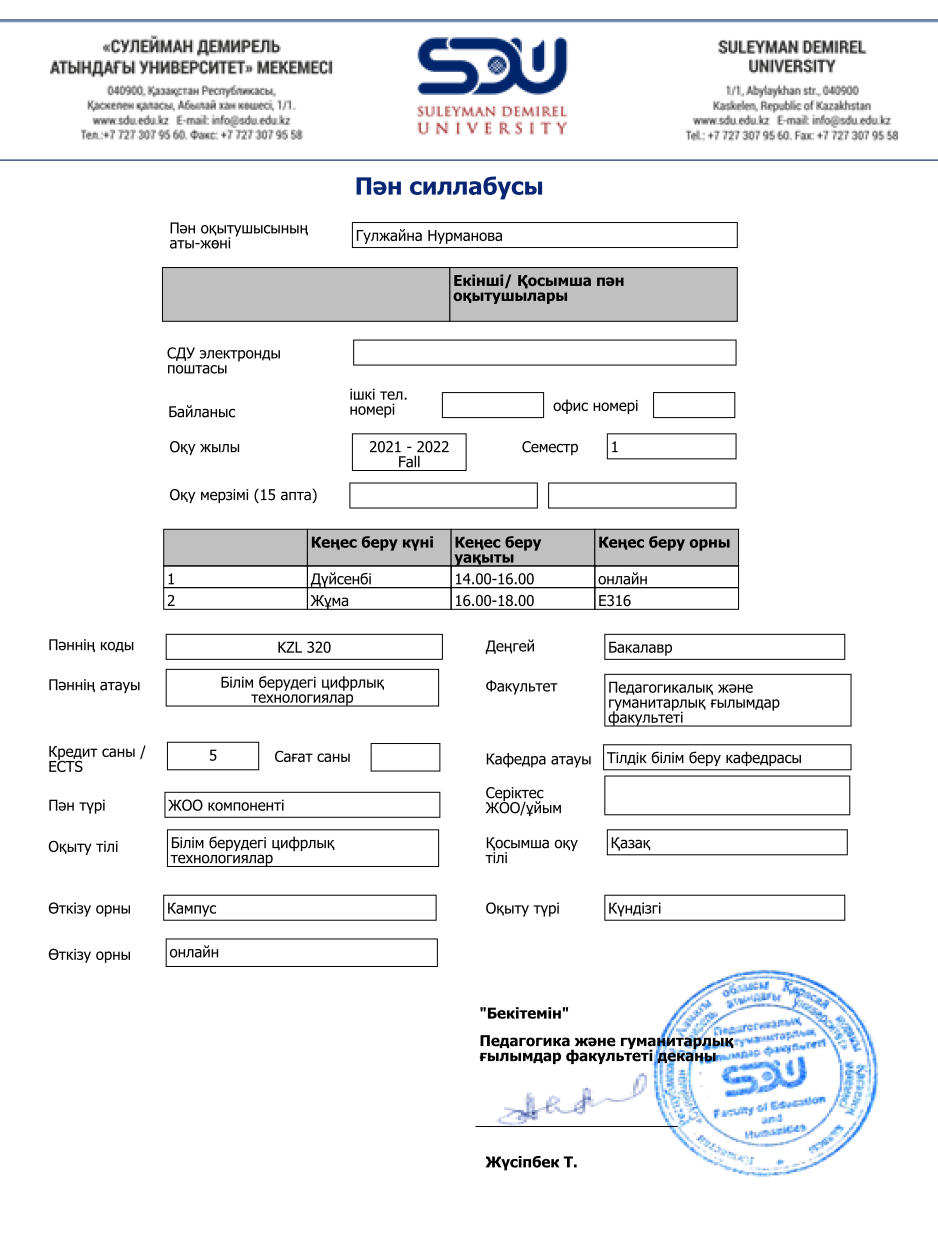 «СУЛЕЙМАН ДЕМИРЕЛЬ
АТЫНДАҒЫ УНИВЕРСИТЕТ» МЕКЕМЕСІ
040900, Қазақстан Республикасы,
Қаскелең қаласы, Абылай хан көшесі, 1/1.
www.sdu.edu.kz E-mail: info@sdu.edu.kz
Тел.:+7 727 307 95 60. Факс: +7 727 307 95 58
SDU
SULEYMAN DEMIREL
UNIVERSITY
SULEYMAN DEMIREL
UNIVERSITY
1/1, Abylaykhan str., 040900
Kaskelen, Republic of Kazakhstan
www.sdu.edu.kz E-mail: info@sdu.edu.kz
Tel.: +7 727 307 95 60. Fax: +7 727 307 95 58
Пән силлабусы
Пән оқытушысының
аты-жөні
Гулжайна Нурманова
Екінші/ Қосымша пән
оқытушылары
СДУ электронды
поштасы
Байланыс
ішкі тел.
номері
офис номері
Оқу жылы
2021 - 2022
Fall
Семестр
1
Оқу мерзімі (15 апта)
Кеңес беру күні
Кеңес беру
уақыты
Кеңес беру орны
1 Дүйсенбі 14.00-16.00 онлайн
2 Жұма 16.00-18.00 E316
Пәннің коды
KZL 320
Деңгей
Бакалавр
Пәннің атауы
Білім берудегі цифрлық
технологиялар
Факультет
Педагогикалық және
гуманитарлық ғылымдар
факультеті
Кредит саны /
ECTS
5
Сағат саны
Кафедра атауы
Тілдік білім беру кафедрасы
Пән түрі
ЖОО компоненті
Серіктес
ЖОО/ұйым
Оқыту тілі
Білім берудегі цифрлық
технологиялар
Қосымша оқу
тілі
Қазақ
Өткізу орны
Кампус
Оқыту түрі
Күндізгі
Өткізу орны
онлайн
"Бекітемін"
Педагогика және гуманитарлық
ғылымдар факультеті деканы
Жүсіпбек Т.
Педагогикалық
және гуманитарлық
ғылымдар факультеті
SDU
Faculty of Education
and
Humanities